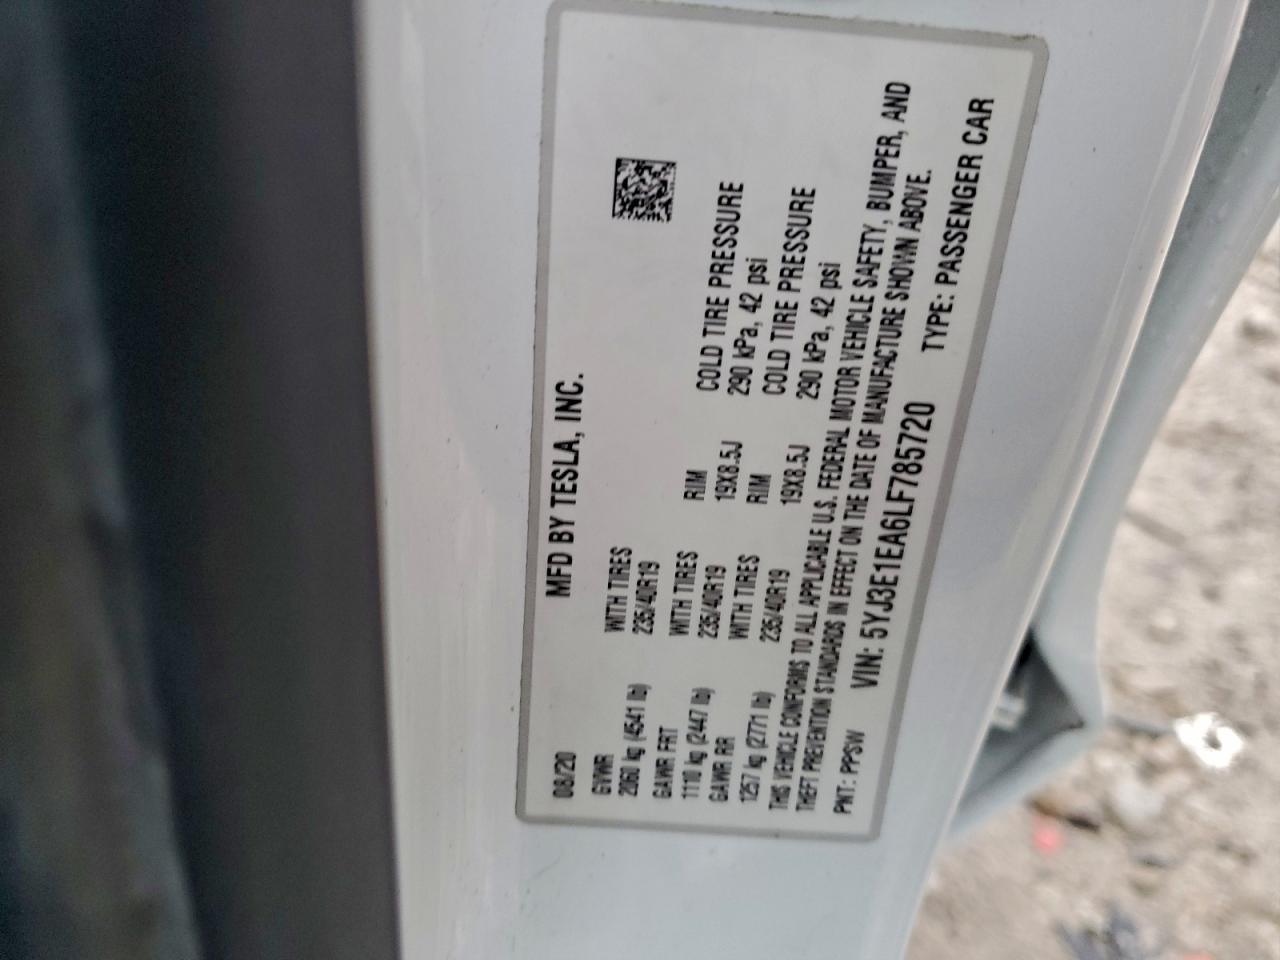 MFD BY TESLA, INC.
08/20
GVWR
2060 kg (4541 lb)
WITH TIRES
235/40R19
GAWR FRT
1110 kg (2447 lb)
WITH TIRES
235/40R19
RIM
19X8.5J
COLD TIRE PRESSURE
290 kPa, 42 psi
GAWR RR
1257 kg (2771 lb)
WITH TIRES
235/40R19
RIM
19X8.5J
COLD TIRE PRESSURE
290 kPa, 42 psi
THIS VEHICLE CONFORMS TO ALL APPLICABLE U.S. FEDERAL MOTOR VEHICLE SAFETY, BUMPER, AND
THEFT PREVENTION STANDARDS IN EFFECT ON THE DATE OF MANUFACTURE SHOWN ABOVE.
PNT: PPSW
VIN: 5YJ3E1EA6LF785720
TYPE: PASSENGER CAR